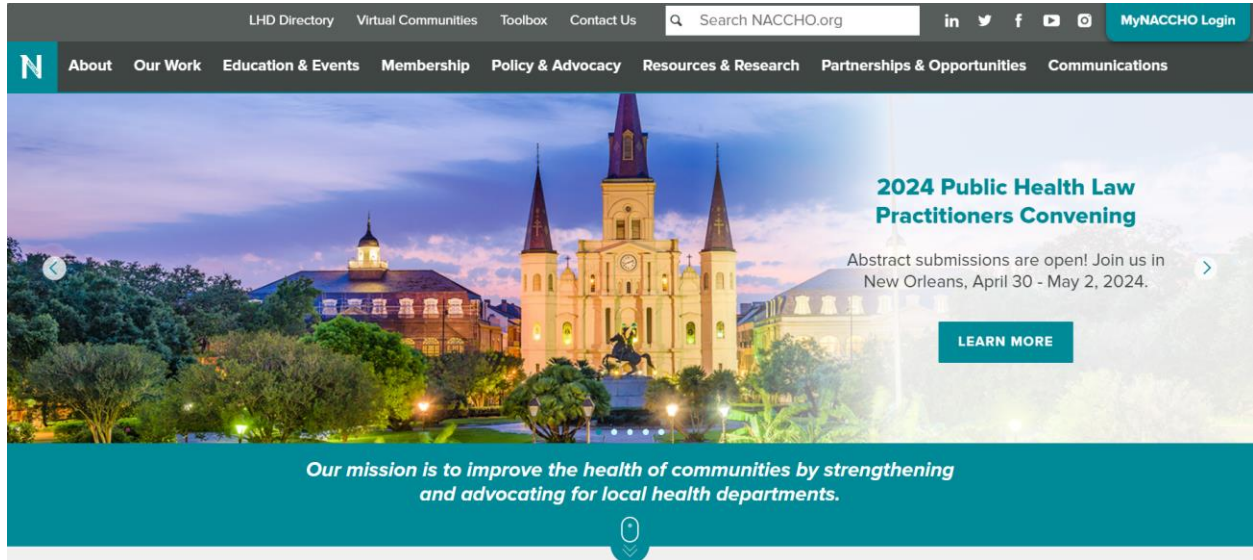 LHD Directory Virtual Communities Toolbox Contact Us Search NACCHO.org in f MyNACCHO Login
N About Our Work Education & Events Membership Policy & Advocacy Resources & Research Partnerships & Opportunities Communications
2024 Public Health Law
Practitioners Convening
Abstract submissions are open! Join us in
New Orleans, April 30 - May 2, 2024.
LEARN MORE
Our mission is to improve the health of communities by strengthening
and advocating for local health departments.